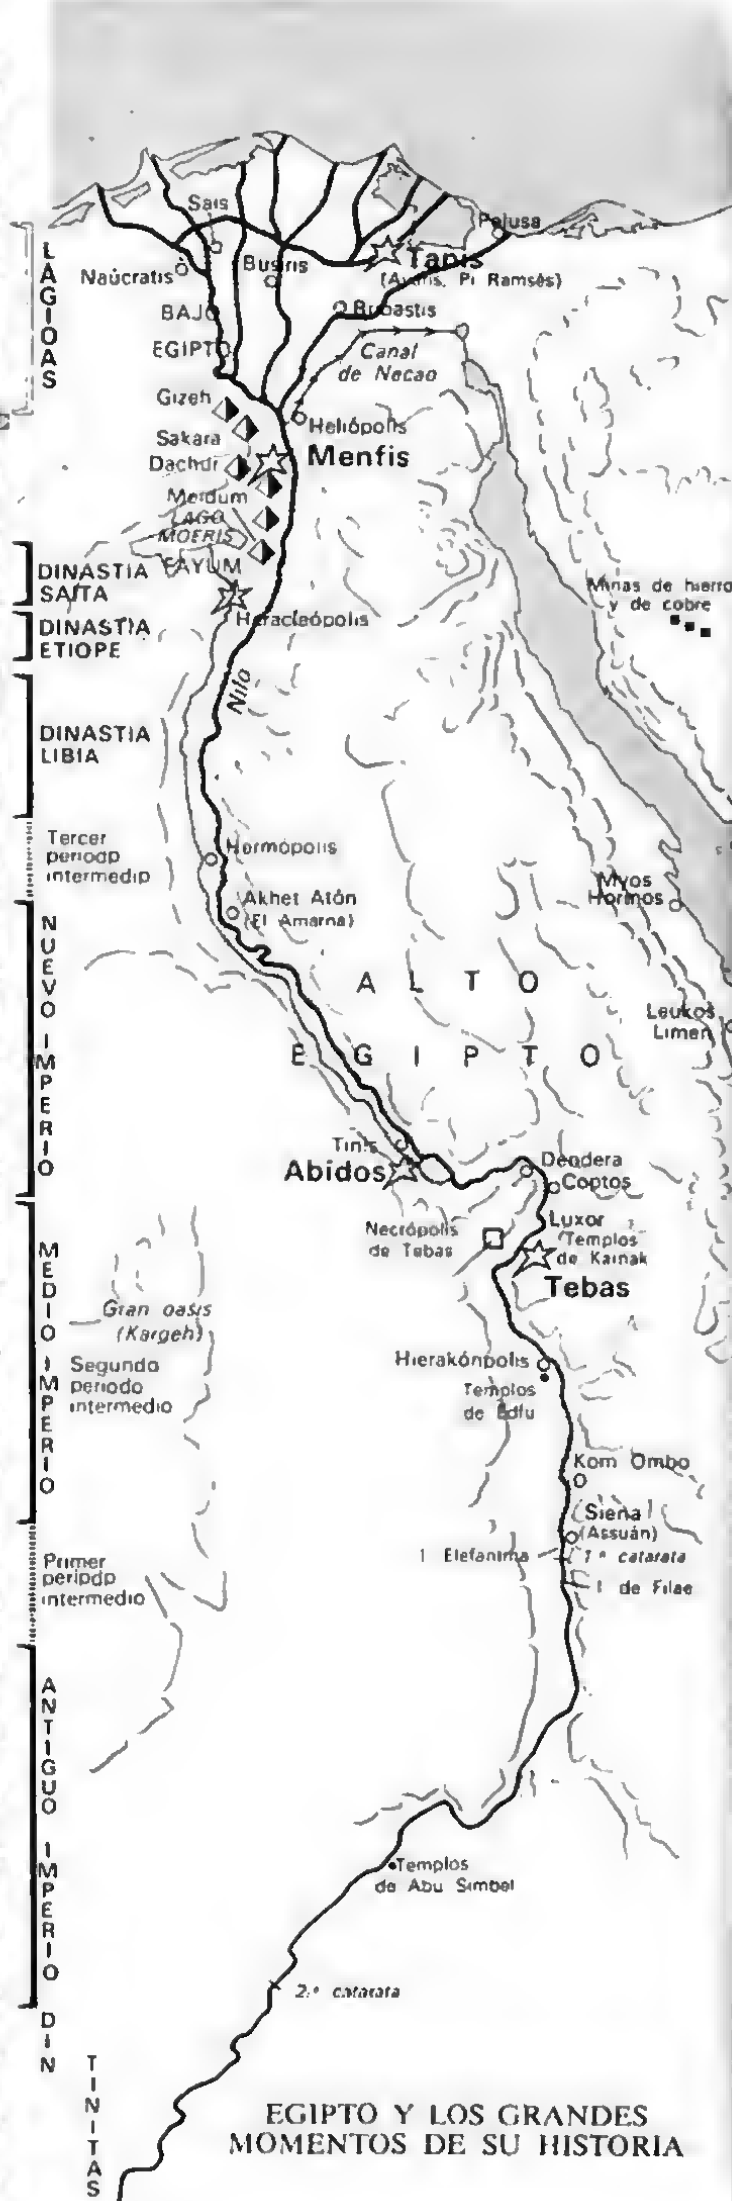 LAGIDAS
Sais
Pelusa
Naúcratis
Busiris
Tanis
(Avaris, Pi Ramsés)
BAJO
EGIPTO
Bubastis
Canal
de Necao
Gizeh
Sakara
Dachur
Heliópolis
Menfis
Meidum
LAGO
MOERIS
FAYUM
DINASTIA
SAITA
Heracleópolis
Minas de hierro
y de cobre
DINASTIA
ETIOPE
Nilo
DINASTIA
LIBIA
Tercer
periodo
intermedio
Hermópolis
Akhet Atón
(El Amarna)
Myos
Hormos
NUEVO IMPERIO
ALTO
EGIPTO
Leukos
Limen
Tinis
Abidos
Dendera
Coptos
Luxor
Templos
de Karnak
Necrópolis
de Tebas
Tebas
MEDIO IMPERIO
Gran oasis
(Kargeh)
Segundo
periodo
intermedio
Hierakónpolis
Templos
de Edfu
Kom Ombo
Siena
(Assuán)
I Elefantina
1ª catarata
I de Filae
Primer
periodo
intermedio
ANTIGUO IMPERIO
Templos
de Abu Simbel
2ª catarata
DIN
TINITAS
EGIPTO Y LOS GRANDES
MOMENTOS DE SU HISTORIA